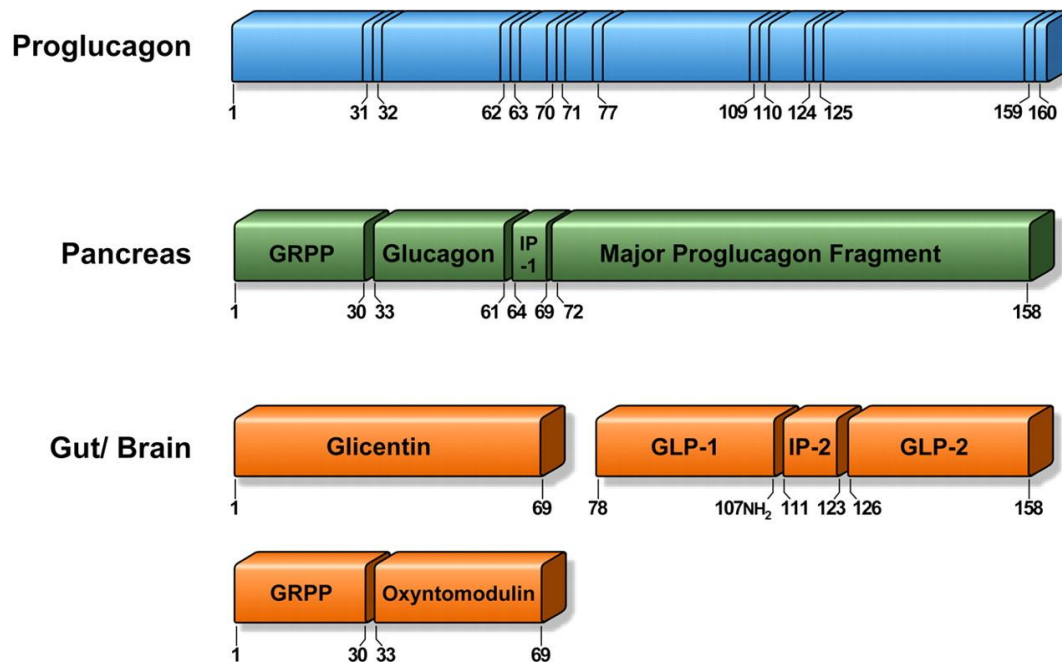 Proglucagon
1 31 32 62 63 70 71 77 109 110 124 125 159 160
Pancreas
GRPP Glucagon IP
-1 Major Proglucagon Fragment
1 30 33 61 64 69 72 158
Gut/ Brain
Glicentin GLP-1 IP-2 GLP-2
1 69 78 107NH₂ 111 123 126 158
GRPP Oxyntomodulin
1 30 33 69